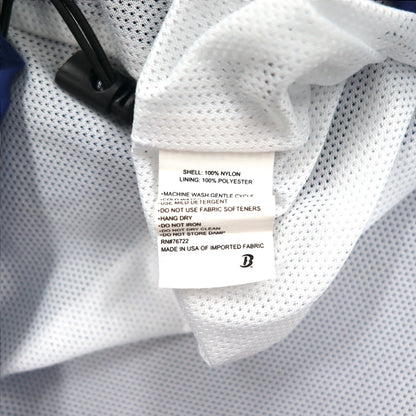 SHELL: 100% NYLON
LINING: 100% POLYESTER
•MACHINE WASH GENTLE CYCLE
•USE MILD DETERGENT
•DO NOT USE FABRIC SOFTENERS
•HANG DRY
•DO NOT IRON
•DO NOT DRY CLEAN
•DO NOT STORE DAMP
RN#76722
MADE IN USA OF IMPORTED FABRIC
B